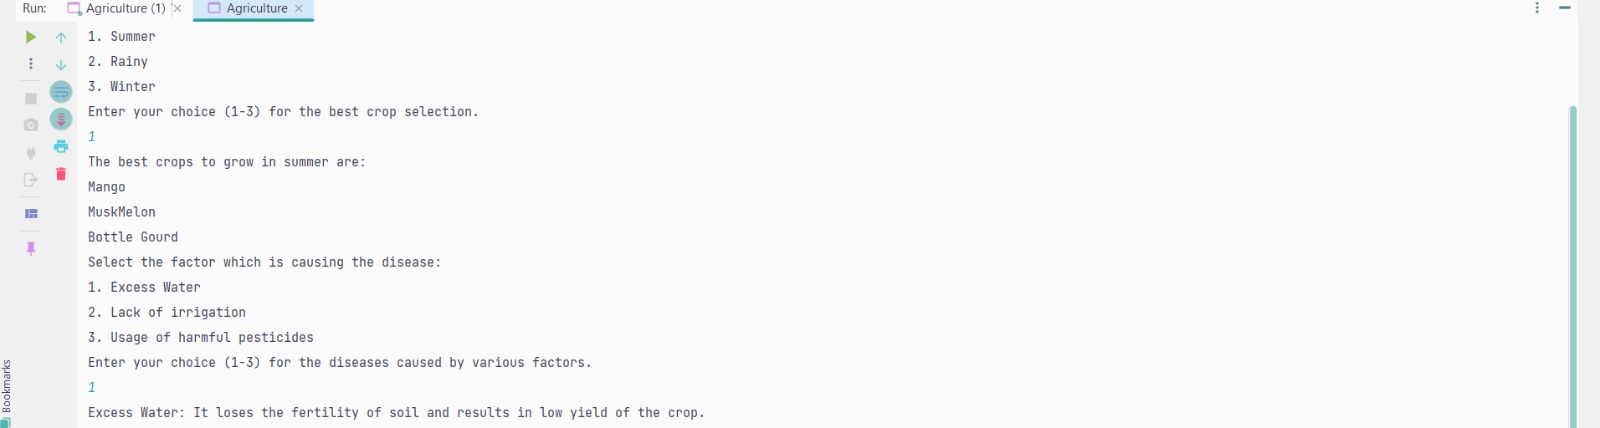 Run: Agriculture (1) Agriculture
1. Summer
2. Rainy
3. Winter
Enter your choice (1-3) for the best crop selection.
1
The best crops to grow in summer are:
Mango
MuskMelon
Bottle Gourd
Select the factor which is causing the disease:
1. Excess Water
2. Lack of irrigation
3. Usage of harmful pesticides
Enter your choice (1-3) for the diseases caused by various factors.
1
Excess Water: It loses the fertility of soil and results in low yield of the crop.
Bookmarks